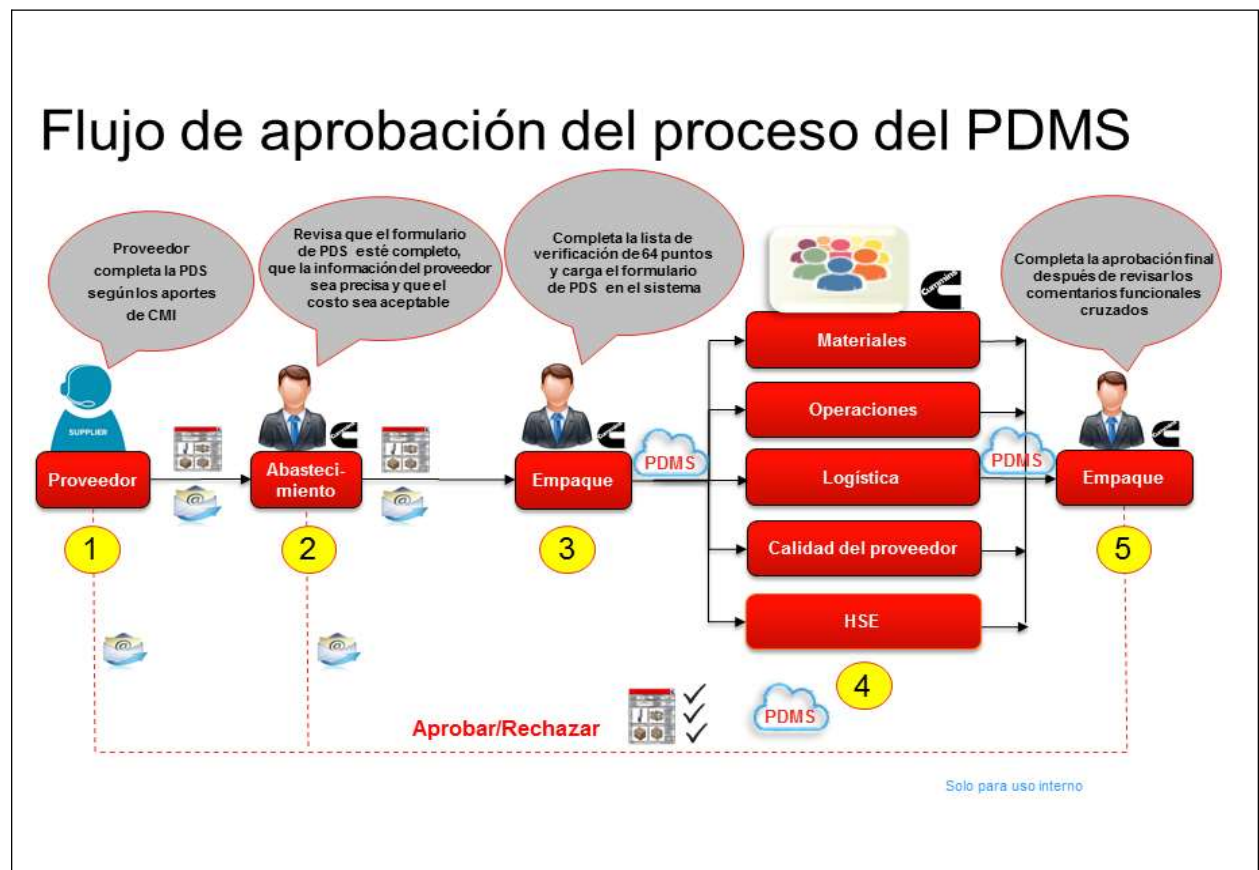 Flujo de aprobación del proceso del PDMS
Proveedor
completa la PDS
según los aportes
de CMI
Revisa que el formulario
de PDS esté completo,
que la información del proveedor
sea precisa y que el
costo sea aceptable
Completa la lista de
verificación de 64 puntos
y carga el formulario
de PDS en el sistema
Completa la aprobación final
después de revisar los
comentarios funcionales
cruzados
SUPPLIER
Proveedor
Abasteci-
miento
Cummins
Empaque
Cummins
PDMS
Cummins
Materiales
Operaciones
Logística
Calidad del proveedor
HSE
PDMS
Cummins
Empaque
1
2
3
4
5
Aprobar/Rechazar
PDMS
Solo para uso interno